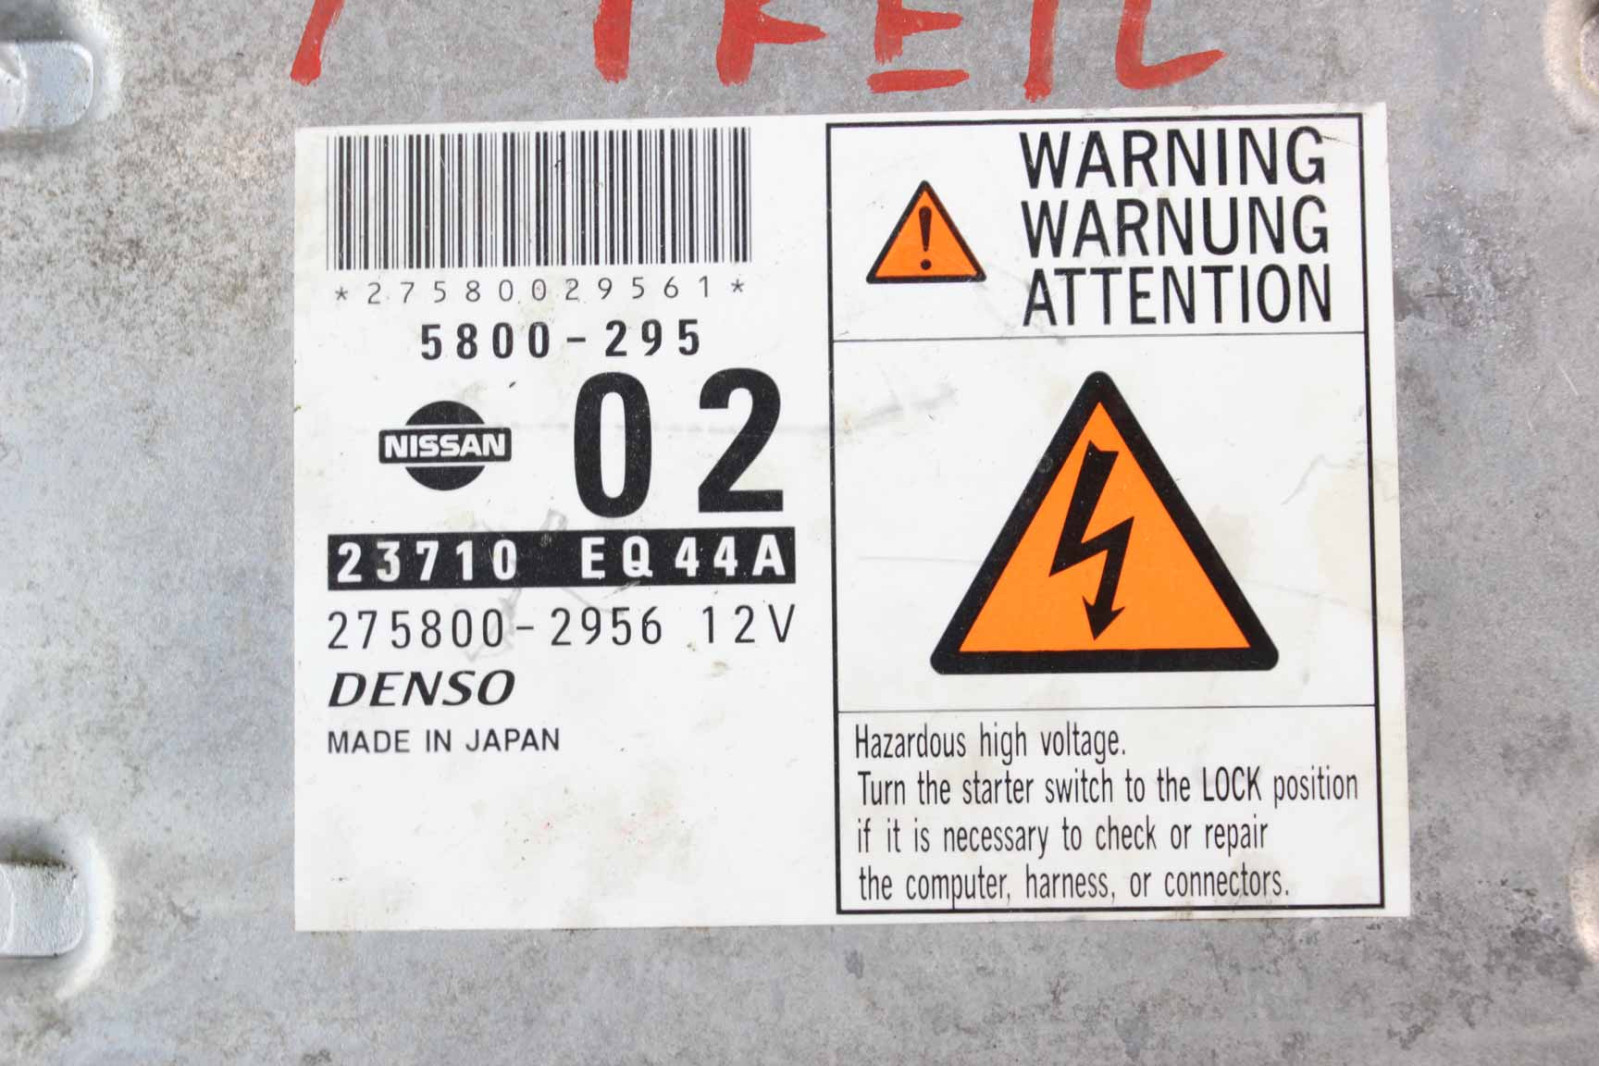 *275800029561*
5800-295
NISSAN 02
23710 EQ44A
275800-2956 12V
DENSO
MADE IN JAPAN
WARNING
WARNUNG
ATTENTION
Hazardous high voltage.
Turn the starter switch to the LOCK position
if it is necessary to check or repair
the computer, harness, or connectors.